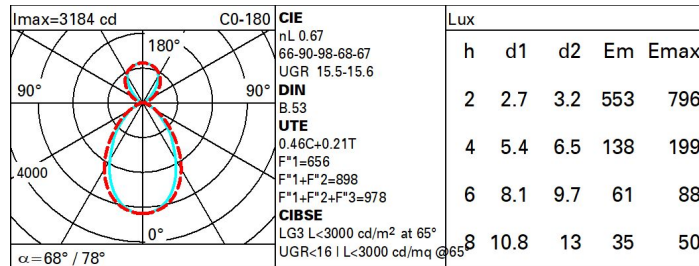 Imax=3184 cd C0-180
180°
90° 90°
4000
0°
α=68° / 78°
CIE
nL 0.67
66-90-98-68-67
UGR 15.5-15.6
DIN
B.53
UTE
0.46C+0.21T
F"1=656
F"1+F"2=898
F"1+F"2+F"3=978
CIBSE
LG3 L<3000 cd/m² at 65°
UGR<16 | L<3000 cd/mq @65°
Lux
h d1 d2 Em Emax
2 2.7 3.2 553 796
4 5.4 6.5 138 199
6 8.1 9.7 61 88
8 10.8 13 35 50